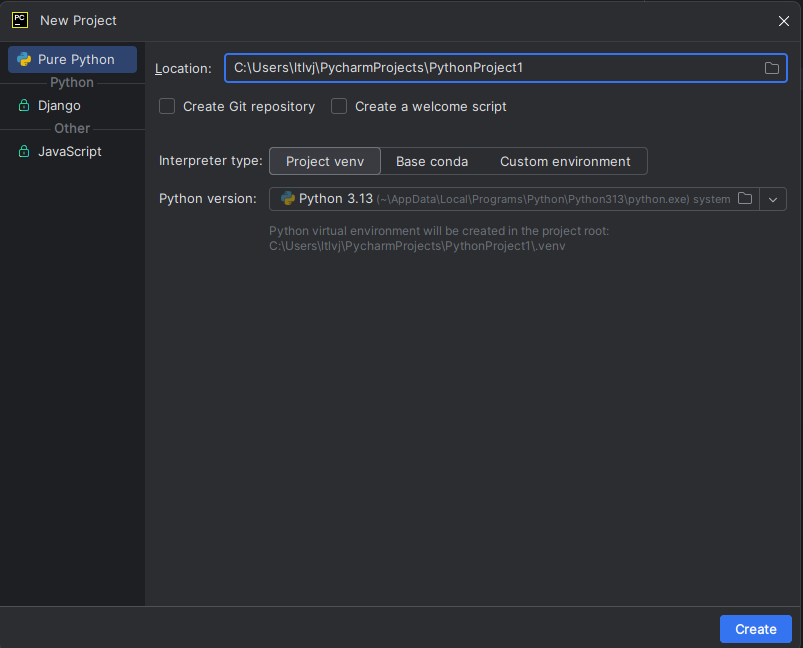 PC New Project
Pure Python
Python
Django
Other
JavaScript
Location: C:\Users\ltlvj\PycharmProjects\PythonProject1
Create Git repository Create a welcome script
Interpreter type: Project venv Base conda Custom environment
Python version: Python 3.13 (~\AppData\Local\Programs\Python\Python313\python.exe) system
Python virtual environment will be created in the project root:
C:\Users\ltlvj\PycharmProjects\PythonProject1\.venv
Create